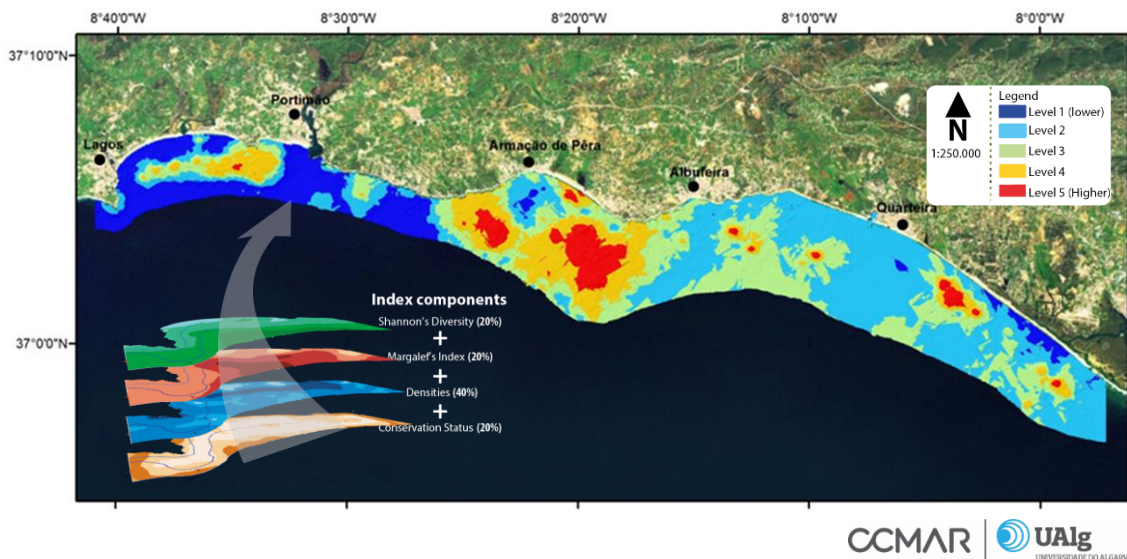 8°40'0"W 8°30'0"W 8°20'0"W 8°10'0"W 8°0'0"W
37°10'0"N
37°0'0"N
Lagos
Portimão
Armação de Pêra
Albufeira
Quarteira
N
1:250.000
Legend
Level 1 (lower)
Level 2
Level 3
Level 4
Level 5 (Higher)
Index components
Shannon's Diversity (20%)
+
Margalef's Index (20%)
+
Densities (40%)
+
Conservation Status (20%)
CCMAR
UAlg
UNIVERSIDADE DO ALGARVE